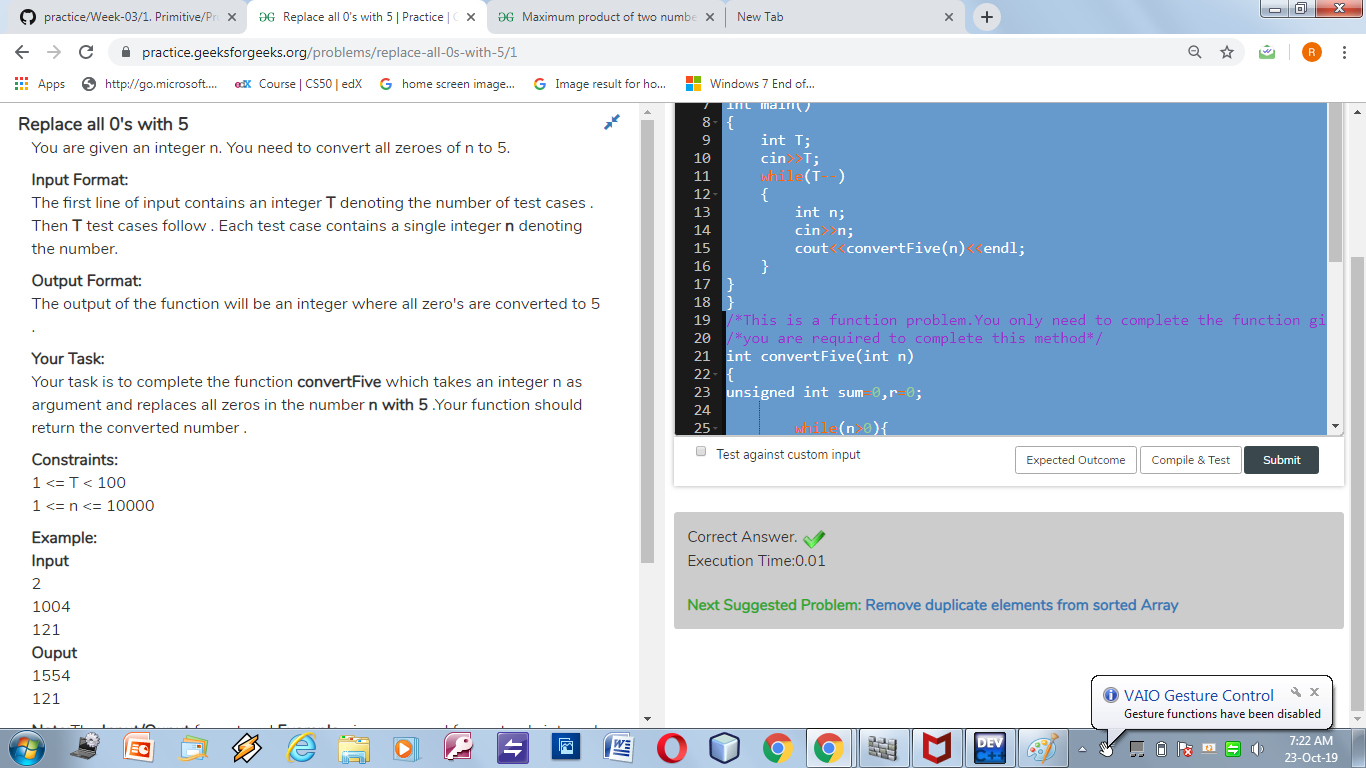 practice/Week-03/1. Primitive/Pr
Replace all 0's with 5 | Practice | G
Maximum product of two numbe
New Tab
practice.geeksforgeeks.org/problems/replace-all-0s-with-5/1
R
Apps
http://go.microsoft....
edX Course | CS50 | edX
home screen image...
Image result for ho...
Windows 7 End of...
Replace all 0's with 5
You are given an integer n. You need to convert all zeroes of n to 5.
Input Format:
The first line of input contains an integer T denoting the number of test cases .
Then T test cases follow . Each test case contains a single integer n denoting
the number.
Output Format:
The output of the function will be an integer where all zero's are converted to 5
.
Your Task:
Your task is to complete the function convertFive which takes an integer n as
argument and replaces all zeros in the number n with 5 .Your function should
return the converted number .
Constraints:
1 <= T < 100
1 <= n <= 10000
Example:
Input
2
1004
121
Ouput
1554
121
7 int main()
8 {
9 int T;
10 cin>>T;
11 while(T--)
12 {
13 int n;
14 cin>>n;
15 cout<<convertFive(n)<<endl;
16 }
17 }
18 }
19 /*This is a function problem.You only need to complete the function gi
20 /*you are required to complete this method*/
21 int convertFive(int n)
22 {
23 unsigned int sum=0,r=0;
24
25 while(n>0){
Test against custom input
Expected Outcome
Compile & Test
Submit
Correct Answer.
Execution Time:0.01
Next Suggested Problem: Remove duplicate elements from sorted Array
VAIO Gesture Control
Gesture functions have been disabled
DEV
C++
7:22 AM
23-Oct-19